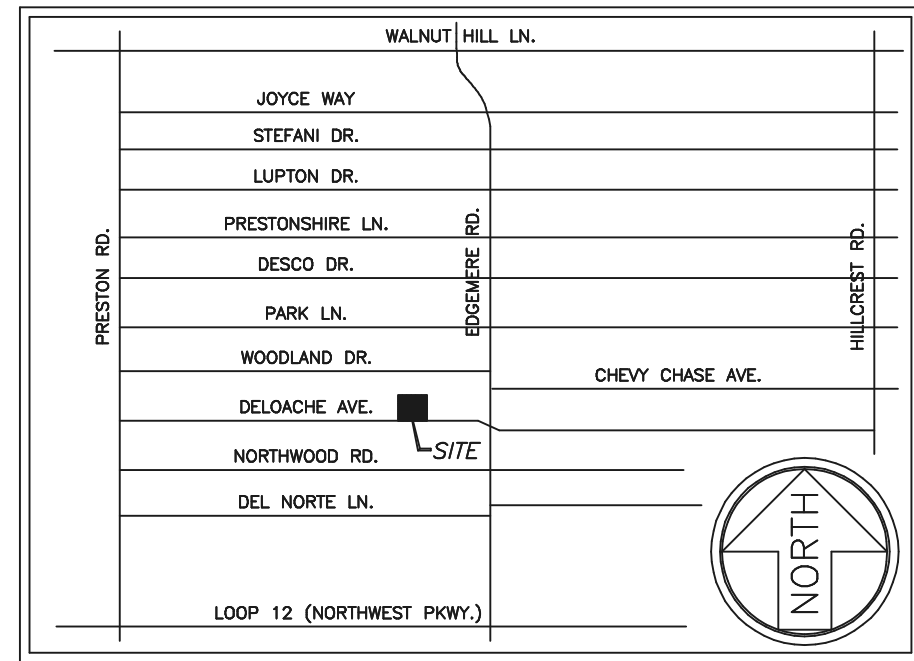 WALNUT HILL LN.
JOYCE WAY
STEFANI DR.
LUPTON DR.
PRESTONSHIRE LN.
DESCO DR.
PARK LN.
WOODLAND DR.
CHEVY CHASE AVE.
DELOACHE AVE.
SITE
NORTHWOOD RD.
DEL NORTE LN.
LOOP 12 (NORTHWEST PKWY.)
PRESTON RD.
EDGEMERE RD.
HILLCREST RD.
NORTH